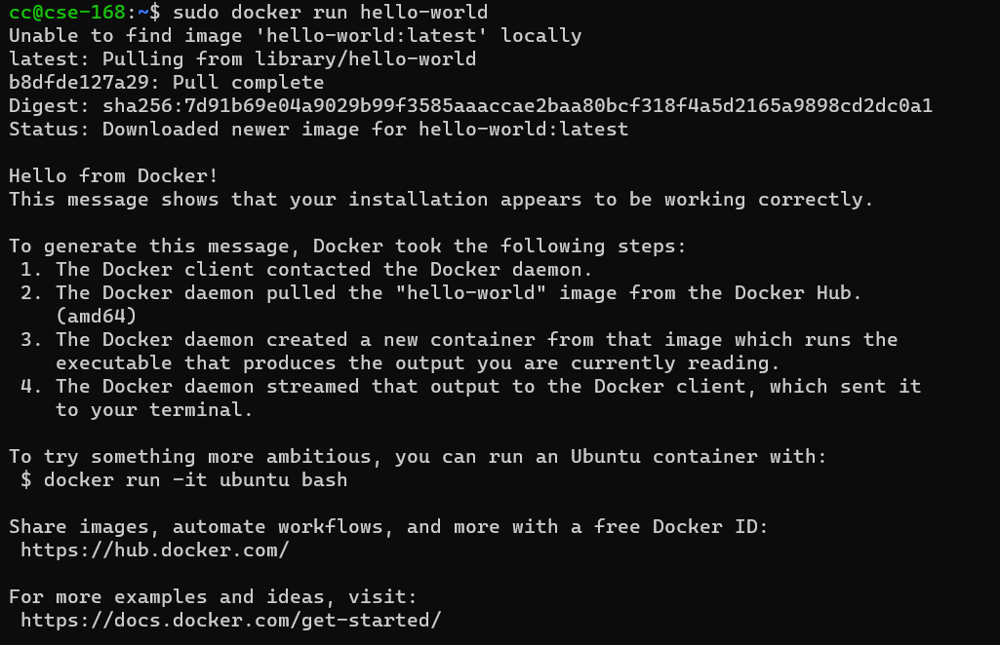 cc@cse-168:~$ sudo docker run hello-world
Unable to find image 'hello-world:latest' locally
latest: Pulling from library/hello-world
b8dfde127a29: Pull complete
Digest: sha256:7d91b69e04a9029b99f3585aaaccae2baa80bcf318f4a5d2165a9898cd2dc0a1
Status: Downloaded newer image for hello-world:latest

Hello from Docker!
This message shows that your installation appears to be working correctly.

To generate this message, Docker took the following steps:
 1. The Docker client contacted the Docker daemon.
 2. The Docker daemon pulled the "hello-world" image from the Docker Hub.
    (amd64)
 3. The Docker daemon created a new container from that image which runs the
    executable that produces the output you are currently reading.
 4. The Docker daemon streamed that output to the Docker client, which sent it
    to your terminal.

To try something more ambitious, you can run an Ubuntu container with:
 $ docker run -it ubuntu bash

Share images, automate workflows, and more with a free Docker ID:
 https://hub.docker.com/

For more examples and ideas, visit:
 https://docs.docker.com/get-started/